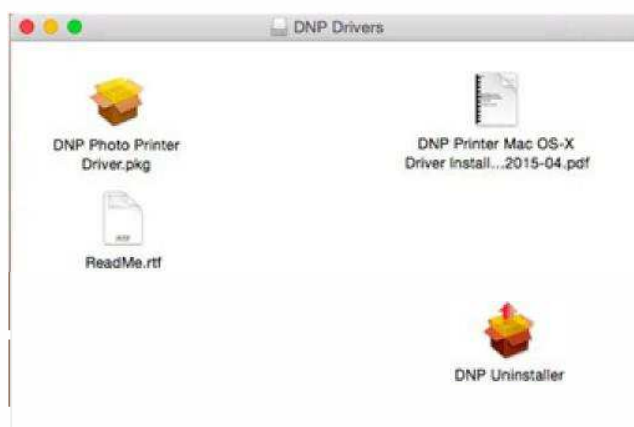 DNP Drivers
DNP Photo Printer
Driver.pkg
DNP Printer Mac OS-X
Driver Install...2015-04.pdf
ReadMe.rtf
DNP Uninstaller